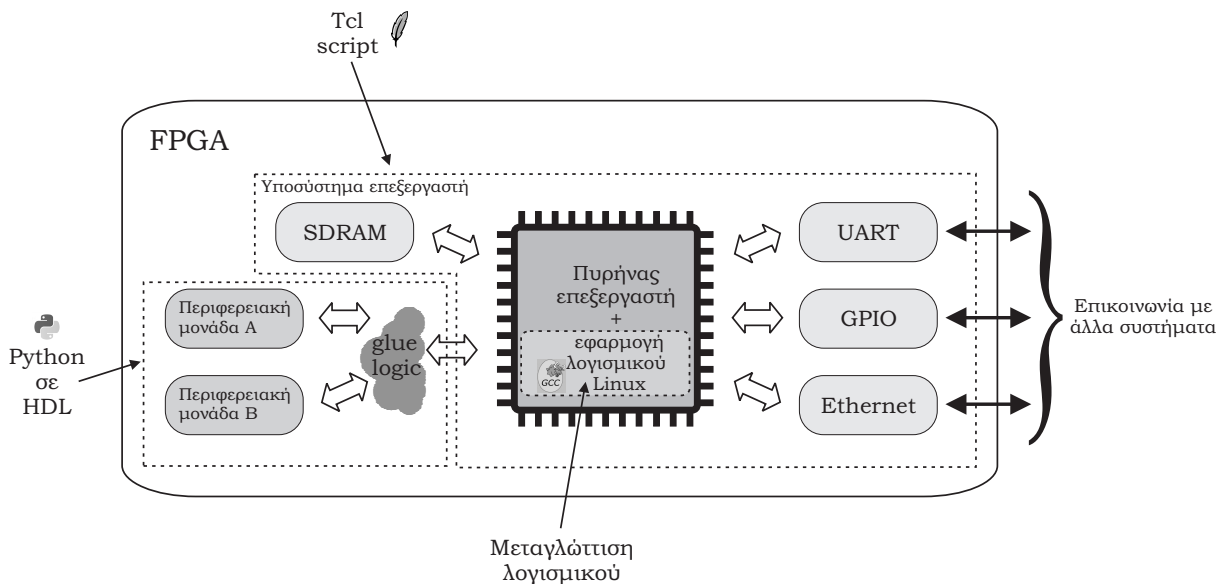 Tcl
script
FPGA
Υποσύστημα επεξεργαστή
SDRAM
UART
Πυρήνας
επεξεργαστή
+
εφαρμογή
λογισμικού
Linux
GCC
Περιφερειακή
μονάδα Α
Περιφερειακή
μονάδα Β
glue
logic
GPIO
Ethernet
Python
σε
HDL
Επικοινωνία με
άλλα συστήματα
Μεταγλώττιση
λογισμικού